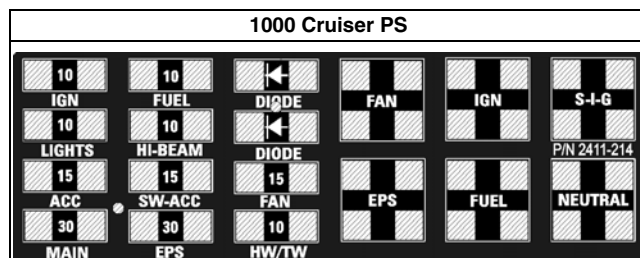 1000 Cruiser PS
10 10
IGN FUEL DIODE FAN IGN S-I-G
10 10
LIGHTS HI-BEAM DIODE P/N 2411-214
15 15 15
ACC SW-ACC FAN EPS FUEL NEUTRAL
30 30 10
MAIN EPS HW/TW